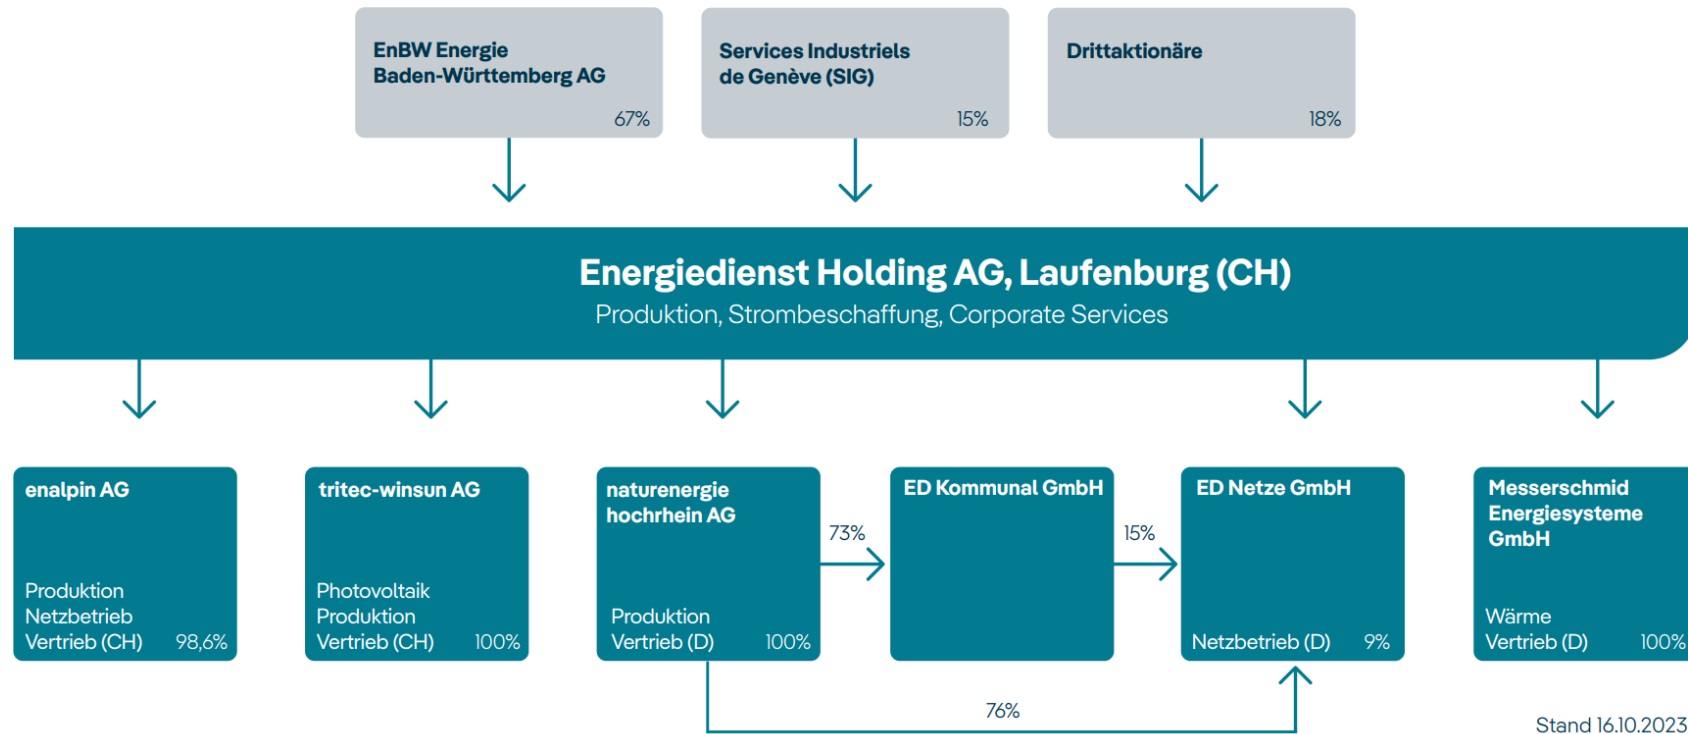 EnBW Energie
Baden-Württemberg AG
67%
Services Industriels
de Genève (SIG)
15%
Drittaktionäre
18%
Energiedienst Holding AG, Laufenburg (CH)
Produktion, Strombeschaffung, Corporate Services
enalpin AG
Produktion
Netzbetrieb
Vertrieb (CH) 98,6%
tritec-winsun AG
Photovoltaik
Produktion
Vertrieb (CH) 100%
naturenergie
hochrhein AG
Produktion
Vertrieb (D) 100%
73%
ED Kommunal GmbH
15%
ED Netze GmbH
Netzbetrieb (D) 9%
Messerschmid
Energiesysteme
GmbH
Wärme
Vertrieb (D) 100%
76%
Stand 16.10.2023